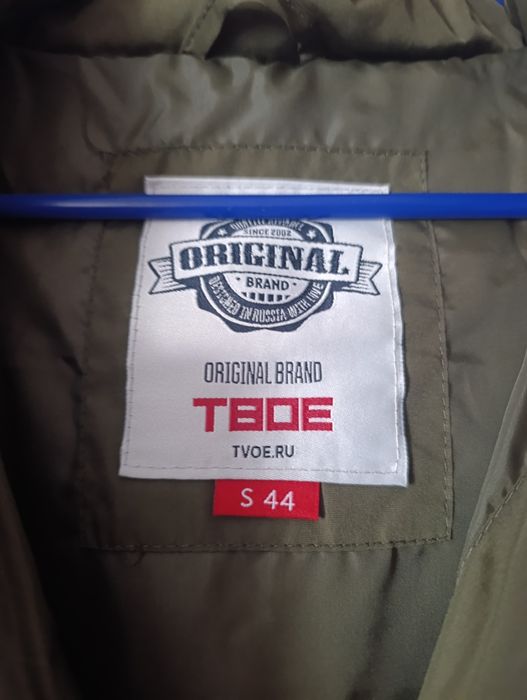 SINCE 2002
ORIGINAL
BRAND
DESIGNED IN RUSSIA WITH LOVE
ORIGINAL BRAND
ТВОЕ
TVOE.RU
S 44